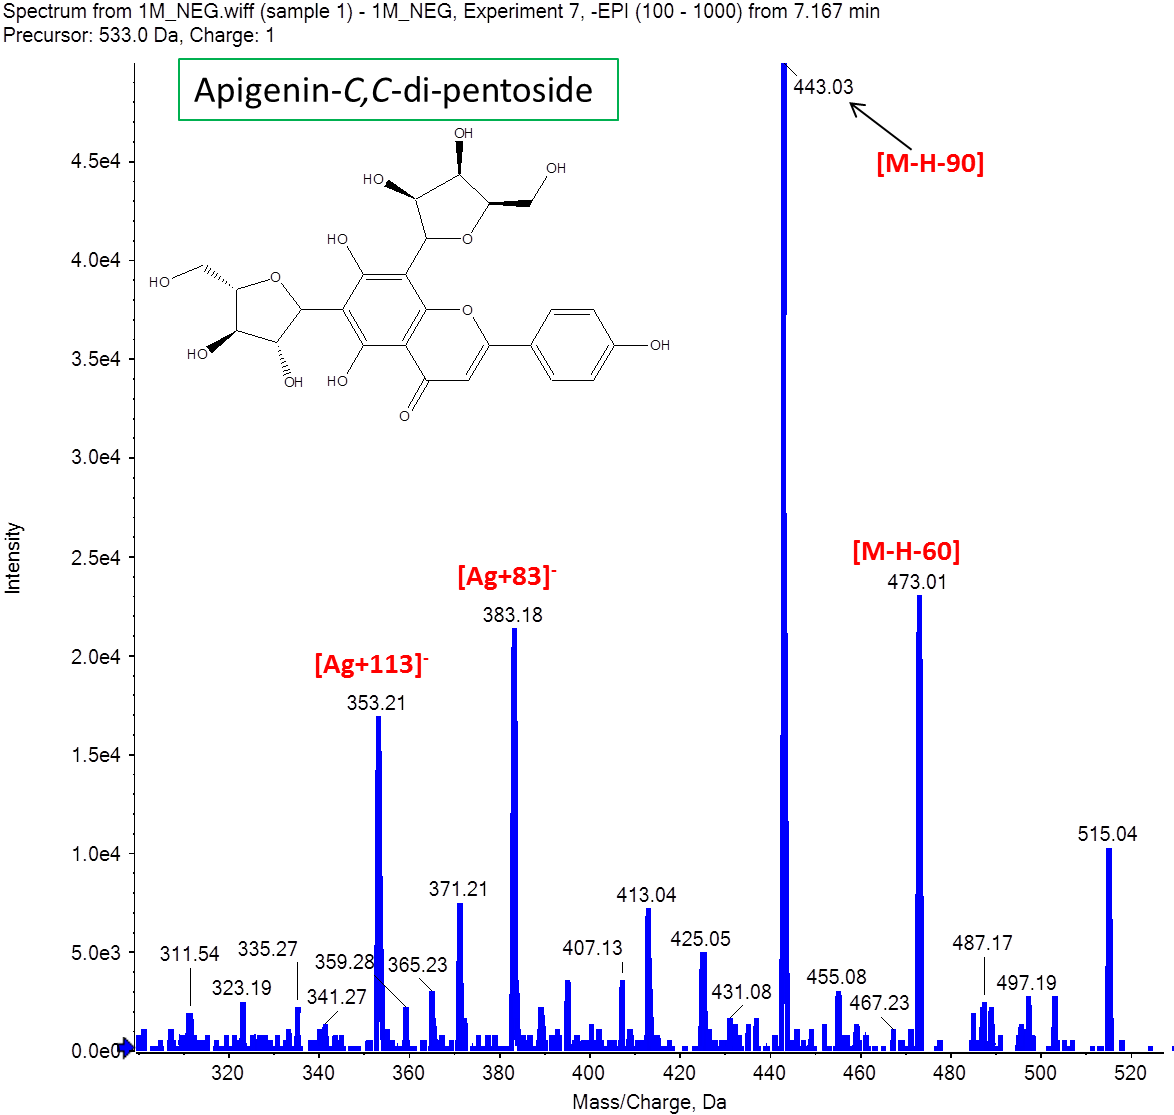 Spectrum from 1M_NEG.wiff (sample 1) - 1M_NEG, Experiment 7, -EPI (100 - 1000) from 7.167 min
Precursor: 533.0 Da, Charge: 1
Apigenin-C,C-di-pentoside
443.03
[M-H-90]
OH
HO
OH
O
HO
HO
O
HO
OH
HO
O
O
OH
4.5e4
4.0e4
3.5e4
3.0e4
2.5e4
2.0e4
1.5e4
1.0e4
5.0e3
0.0e0
Intensity
[M-H-60]
473.01
[Ag+83]-
383.18
[Ag+113]-
353.21
515.04
371.21
413.04
425.05
407.13
487.17
311.54
335.27
359.28
365.23
323.19
341.27
431.08
455.08
467.23
497.19
320
340
360
380
400
420
440
460
480
500
520
Mass/Charge, Da